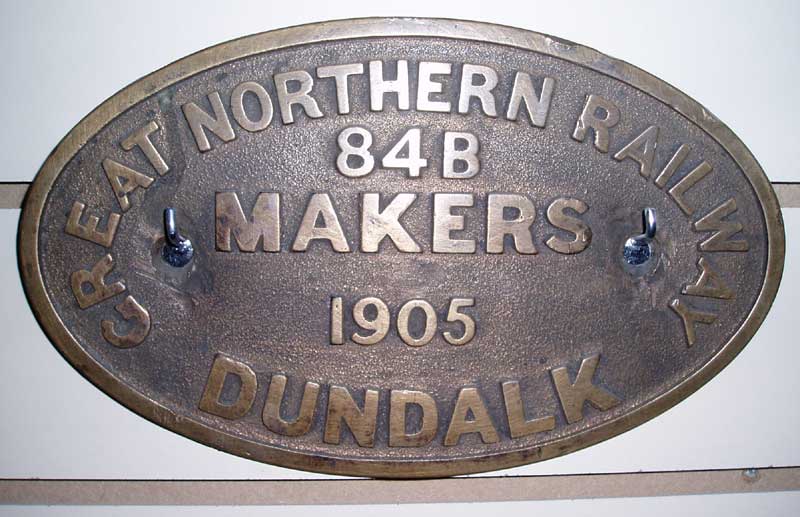 GREAT NORTHERN RAILWAY
84B
MAKERS
1905
DUNDALK